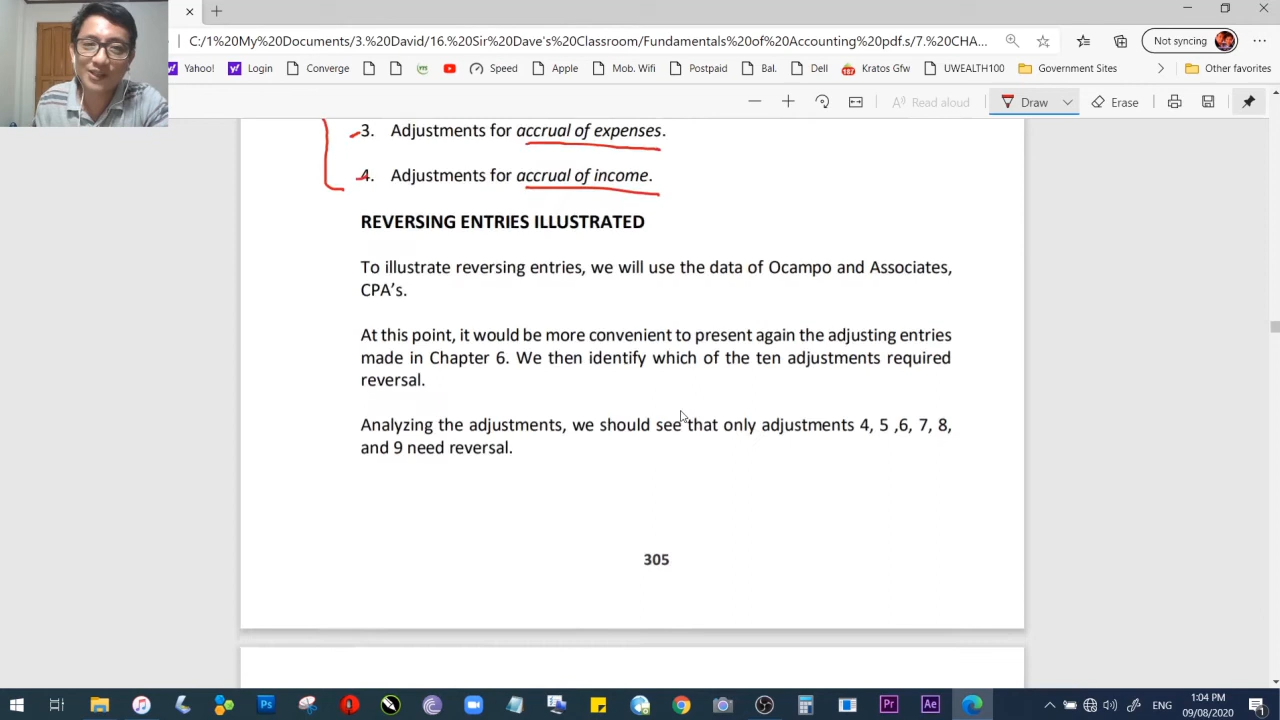 C:/1%20My%20Documents/3.%20David/16.%20Sir%20Dave's%20Classroom/Fundamentals%20of%20Accounting%20pdf.s/7.%20CHA...
Not syncing
Yahoo!
Login
Converge
Speed
Apple
Mob. Wifi
Postpaid
Bal.
Dell
Kratos Gfw
UWEALTH100
Government Sites
Other favorites
Read aloud
Draw
Erase
3. Adjustments for accrual of expenses.
4. Adjustments for accrual of income.
REVERSING ENTRIES ILLUSTRATED
To illustrate reversing entries, we will use the data of Ocampo and Associates,
CPA's.
At this point, it would be more convenient to present again the adjusting entries
made in Chapter 6. We then identify which of the ten adjustments required
reversal.
Analyzing the adjustments, we should see that only adjustments 4, 5 ,6, 7, 8,
and 9 need reversal.
305
ENG
1:04 PM
09/08/2020